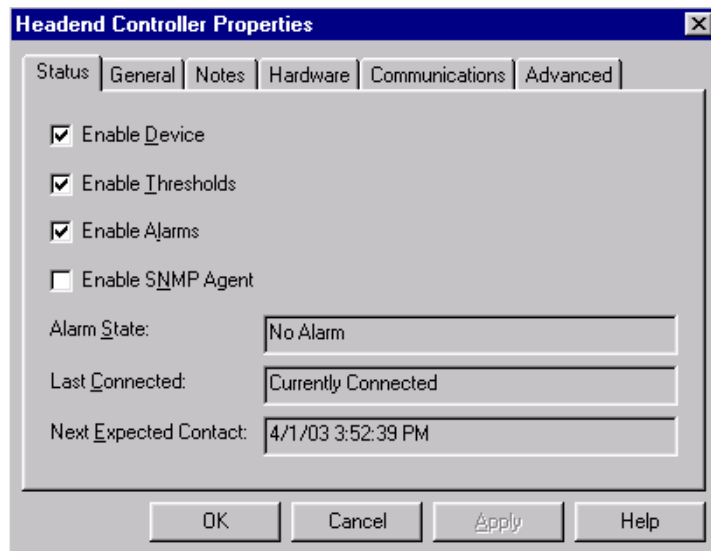 Headend Controller Properties
Status General Notes Hardware Communications Advanced
Enable Device
Enable Thresholds
Enable Alarms
Enable SNMP Agent
Alarm State: No Alarm
Last Connected: Currently Connected
Next Expected Contact: 4/1/03 3:52:39 PM
OK Cancel Apply Help